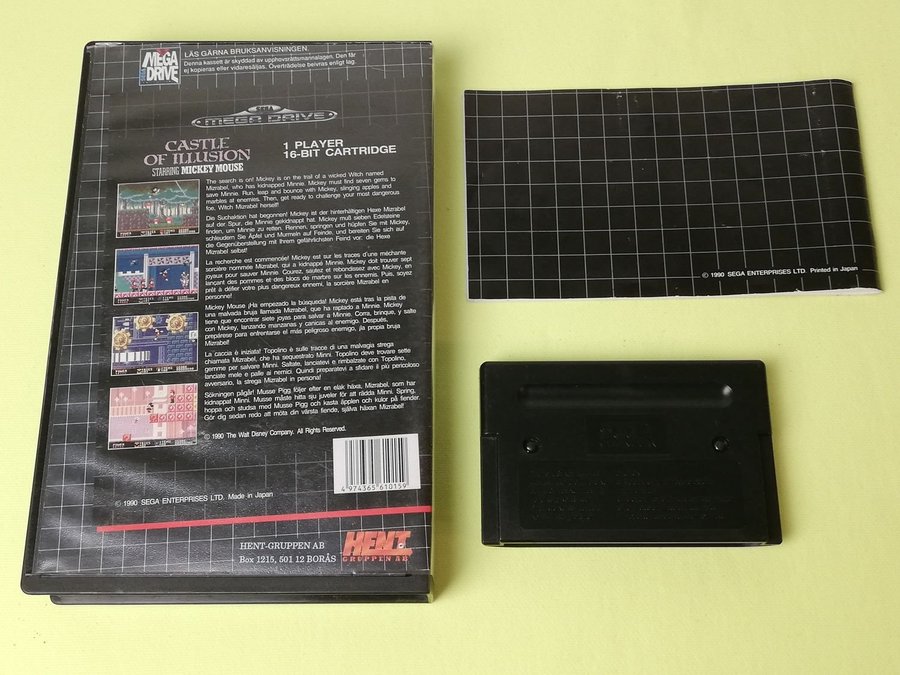 SEGA
MEGA
DRIVE
LÄS GÄRNA BRUKSANVISNINGEN.
Denna kassett är skyddad av upphovsrättsmannalagen. Den får
ej kopieras eller vidaresäljas. Överträdelse beivras enligt lag.
SEGA
MEGA DRIVE
CASTLE
OF ILLUSION
STARRING MICKEY MOUSE
1 PLAYER
16-BIT CARTRIDGE
The search is on! Mickey is on the trail of a wicked Witch named
Mizrabel, who has kidnapped Minnie. Mickey must find seven gems to
save Minnie. Run, leap and bounce with Mickey, slinging apples and
marbles at enemies. Then, get ready to challenge your most dangerous
foe. Witch Mizrabel herself!
Die Suchaktion hat begonnen! Mickey ist der hinterhältigen Hexe Mizrabel
auf der Spur, die Minnie gekidnappt hat. Mickey muß sieben Edelsteine
finden, um Minnie zu retten. Rennen, springen und hüpfen Sie mit Mickey,
schleudern Sie Äpfel und Murmeln auf Feinde, und bereiten Sie sich auf
die Gegenüberstellung mit Ihrem gefährlichsten Feind vor: die Hexe
Mizrabel selbst!
La recherche est commencée! Mickey est sur les traces d'une méchante
sorcière nommée Mizrabel, qui a kidnappé Minnie. Mickey doit trouver sept
joyaux pour sauver Minnie. Courez, sautez et rebondissez avec Mickey, en
lançant des pommes et des blocs de marbre sur les ennemis. Puis, soyez
prêt à défier votre plus dangereux ennemi, la sorcière Mizrabel en
personne!
Mickey Mouse ¡Ha empezado la búsqueda! Mickey está tras la pista de
una malvada bruja llamada Mizrabel, que ha raptado a Minnie. Mickey
tiene que encontrar siete joyas para salvar a Minnie. Corra, brinque, y salte
con Mickey, lanzando manzanas y canicas al enemigo. Después,
prepárese para enfrentarse el más peligroso enemigo, ¡la propia bruja
Mizrabel!
La caccia è iniziata! Topolino è sulle tracce di una malvagia strega
chiamata Mizrabel, che ha sequestrato Minni. Topolino deve trovare sette
gemme per salvare Minni. Saltate, lanciatevi e rimbalzate con Topolino,
lanciate mele e palle ai nemici. Quindi preparatevi a sfidare il più pericoloso
avversario, la strega Mizrabel in persona!
Sökningen pågår! Musse Pigg följer efter en elak häxa, Mizrabel, som har
kidnappat Minni. Musse måste hitta sju juveler för att rädda Minni. Spring,
hoppa och studsa med Musse Pigg och kasta äpplen och kulor på fiender.
Gör dig sedan redo att möta din värsta fiende, själva häxan Mizrabel!
© 1990 The Walt Disney Company. All Rights Reserved.
4 974365 610159
© 1990 SEGA ENTERPRISES LTD. Made in Japan
HENT-GRUPPEN AB
Box 1215, 501 12 BORÅS
HENT
GRUPPEN AB
© 1990 SEGA ENTERPRISES LTD. Printed in Japan